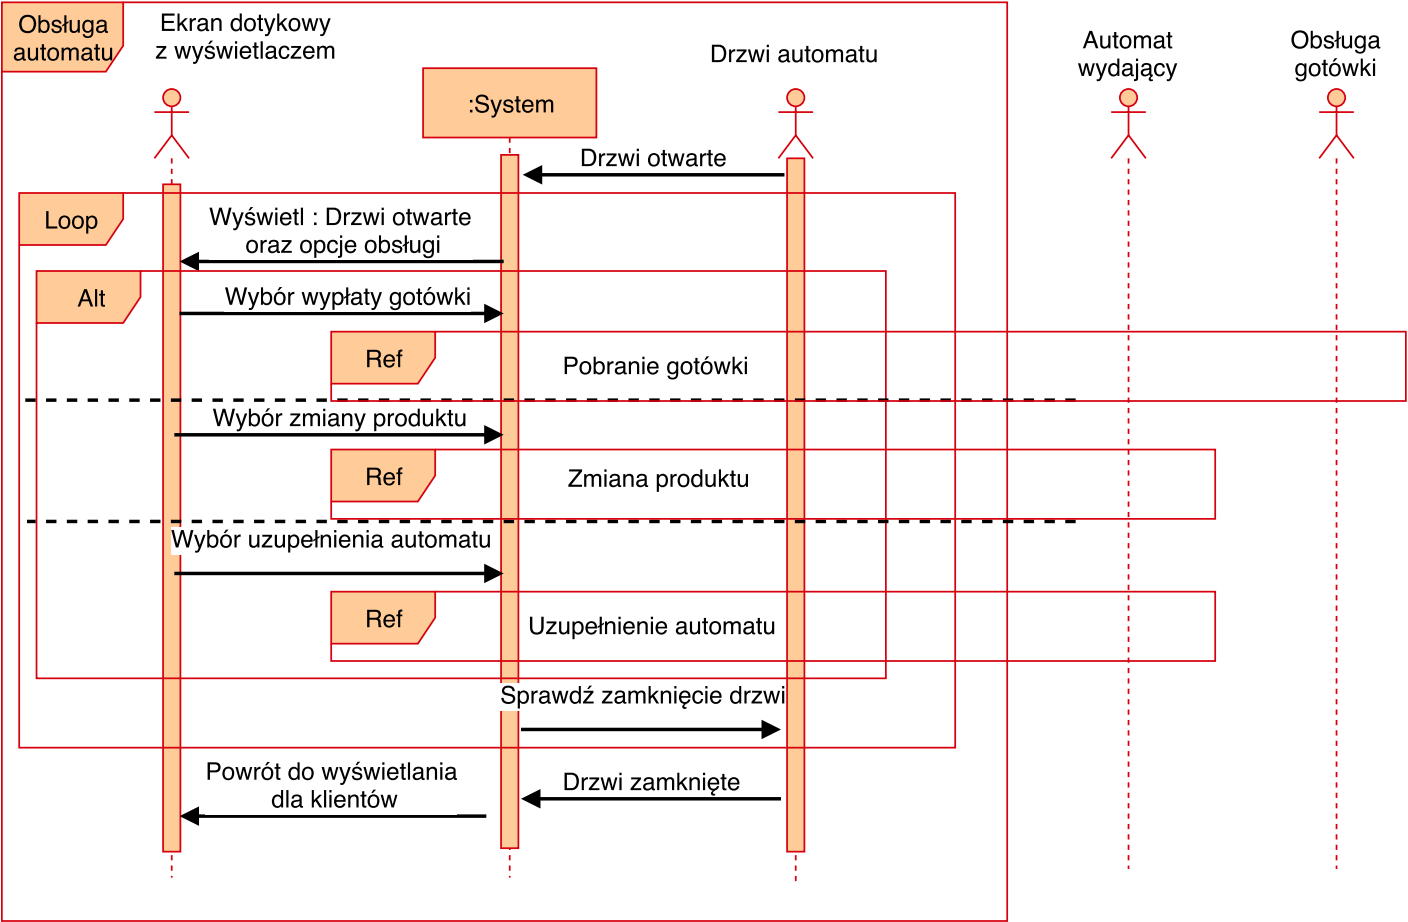 Obsługa
automatu
Ekran dotykowy
z wyświetlaczem
:System
Drzwi automatu
Automat
wydający
Obsługa
gotówki
Drzwi otwarte
Loop
Wyświetl : Drzwi otwarte
oraz opcje obsługi
Alt
Wybór wypłaty gotówki
Ref
Pobranie gotówki
Wybór zmiany produktu
Ref
Zmiana produktu
Wybór uzupełnienia automatu
Ref
Uzupełnienie automatu
Sprawdź zamknięcie drzwi
Powrót do wyświetlania
dla klientów
Drzwi zamknięte